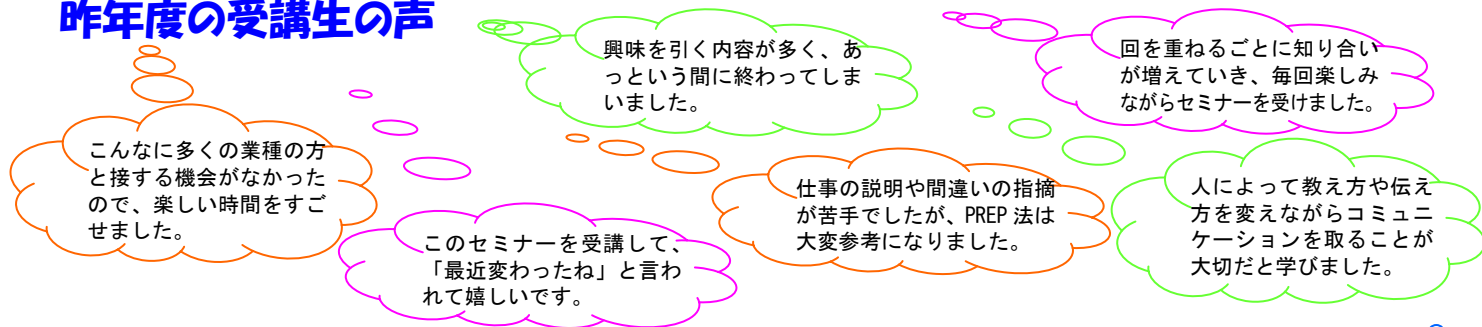 昨年度の受講生の声
興味を引く内容が多く、あ
っという間に終わってしま
いました。
回を重ねるごとに知り合い
が増えていき、毎回楽しみ
ながらセミナーを受けました。
こんなに多くの業種の方
と接する機会がなかった
ので、楽しい時間をすご
せました。
このセミナーを受講して、
「最近変わったね」と言わ
れて嬉しいです。
仕事の説明や間違いの指摘
が苦手でしたが、PREP 法は
大変参考になりました。
人によって教え方や伝え
方を変えながらコミュニ
ケーションを取ることが
大切だと学びました。